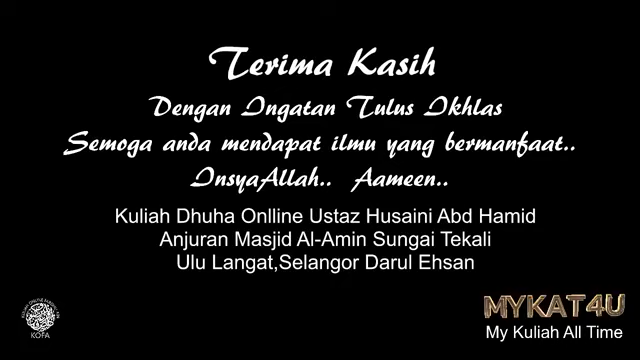 Terima Kasih
Dengan Ingatan Tulus Ikhlas
Semoga anda mendapat ilmu yang bermanfaat..
InsyaAllah.. Aameen..
Kuliah Dhuha Onlline Ustaz Husaini Abd Hamid
Anjuran Masjid Al-Amin Sungai Tekali
Ulu Langat,Selangor Darul Ehsan
MYKAT4U
My Kuliah All Time
KOFA